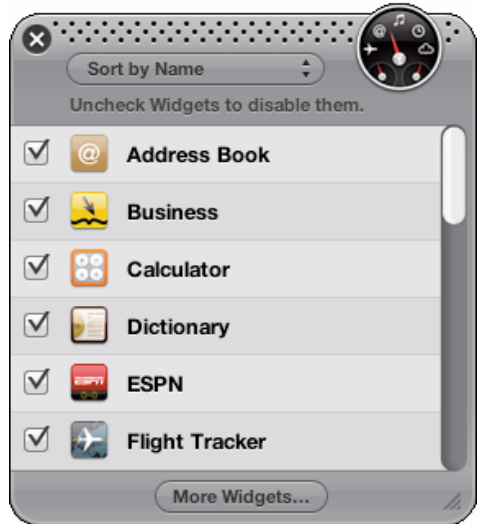 Sort by Name
Uncheck Widgets to disable them.
Address Book
Business
Calculator
Dictionary
ESPN
Flight Tracker
More Widgets...